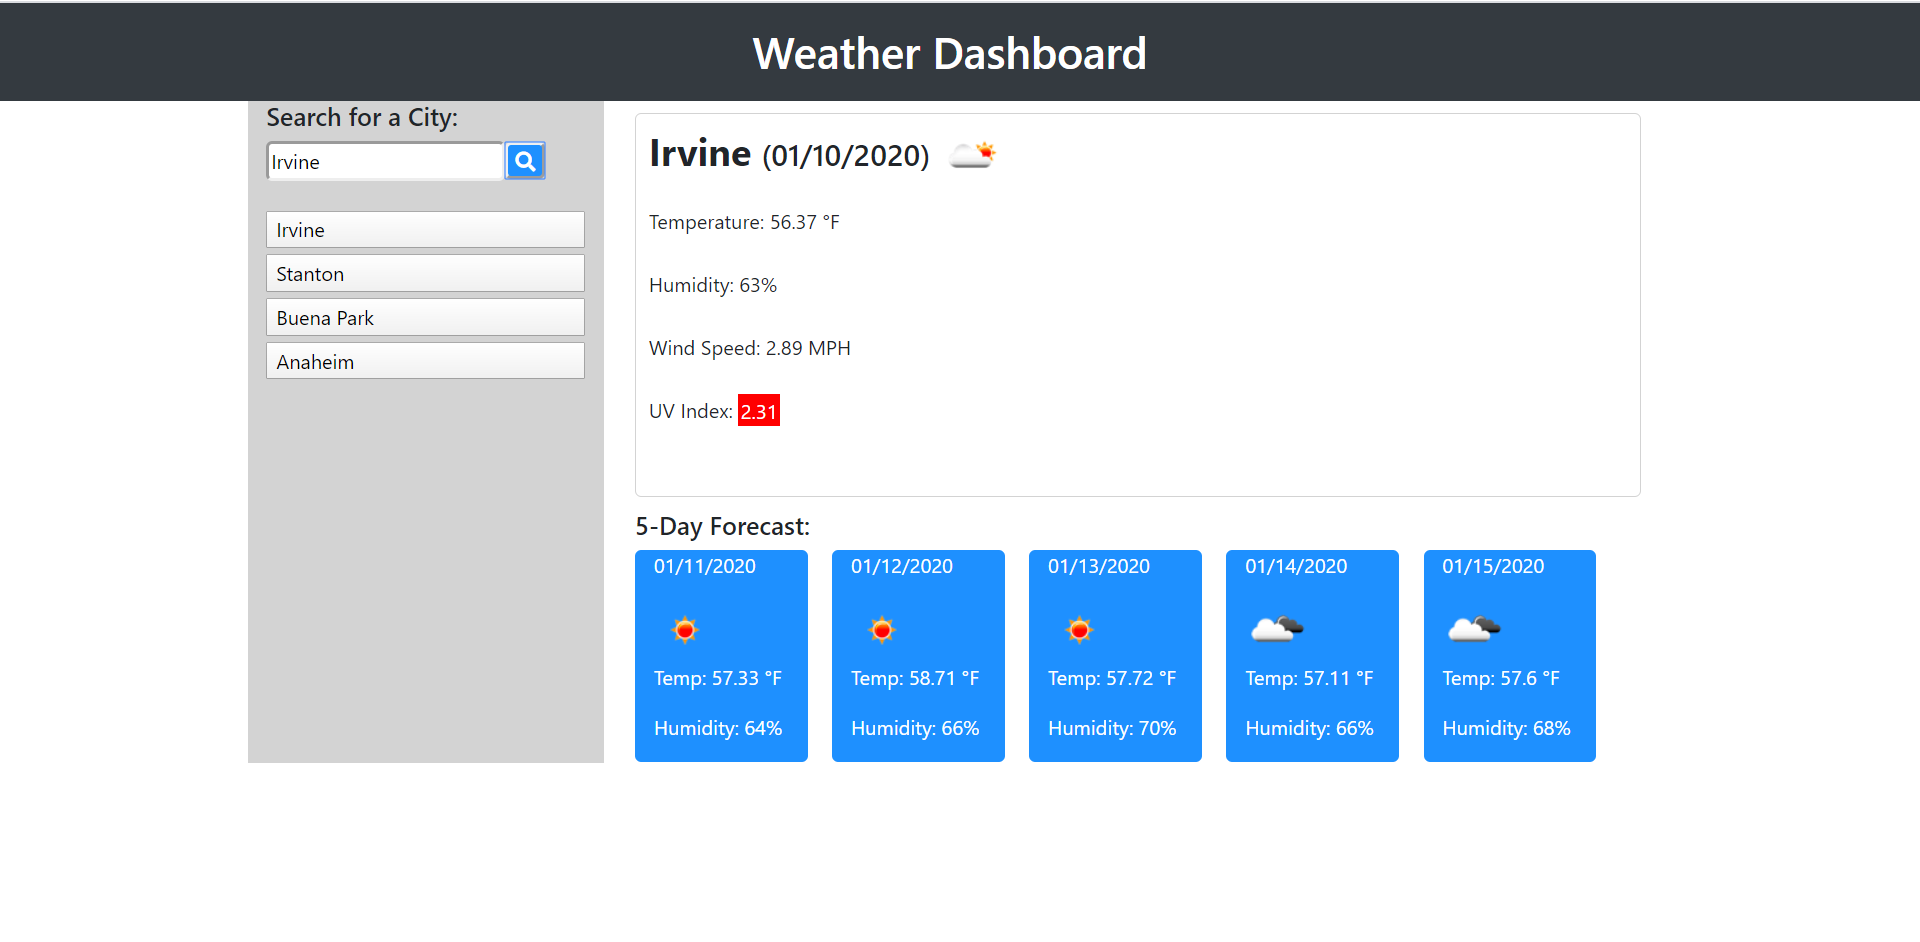 Weather Dashboard
Search for a City:
Irvine
Irvine
Stanton
Buena Park
Anaheim
Irvine (01/10/2020)
Temperature: 56.37 °F
Humidity: 63%
Wind Speed: 2.89 MPH
UV Index: 2.31
5-Day Forecast:
01/11/2020
Temp: 57.33 °F
Humidity: 64%
01/12/2020
Temp: 58.71 °F
Humidity: 66%
01/13/2020
Temp: 57.72 °F
Humidity: 70%
01/14/2020
Temp: 57.11 °F
Humidity: 66%
01/15/2020
Temp: 57.6 °F
Humidity: 68%